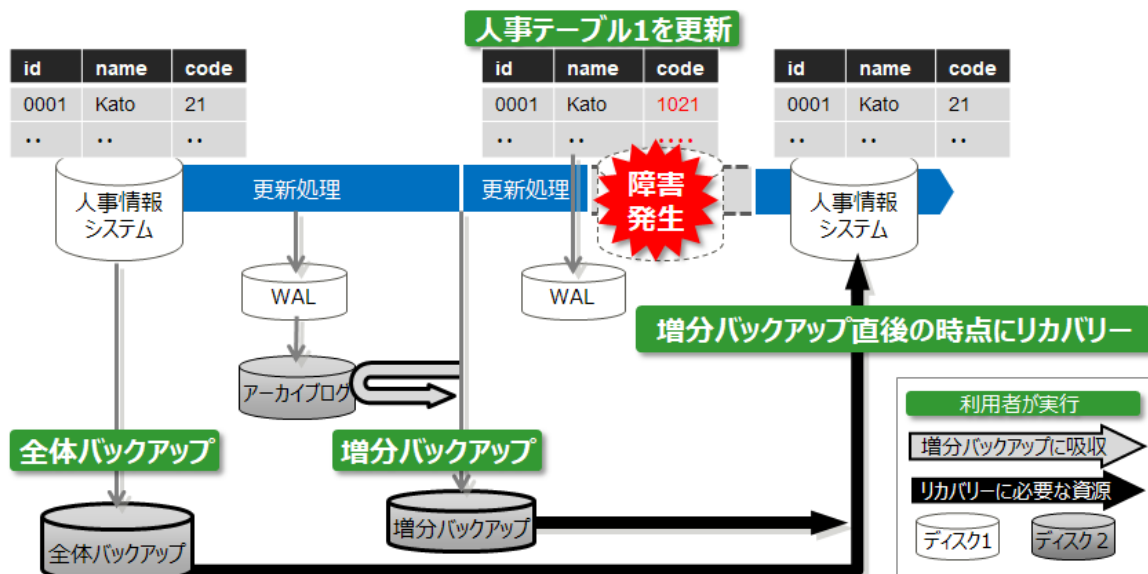 人事テーブル1を更新
id name code
0001 Kato 21
‥ ‥ ‥
id name code
0001 Kato 1021
‥ ‥ ‥‥
id name code
0001 Kato 21
‥ ‥ ‥
人事情報
システム
更新処理
更新処理
障害
発生
人事情報
システム
WAL
WAL
増分バックアップ直後の時点にリカバリー
アーカイブログ
全体バックアップ
増分バックアップ
増分バックアップ
全体バックアップ
利用者が実行
増分バックアップに吸収
リカバリーに必要な資源
ディスク1
ディスク2